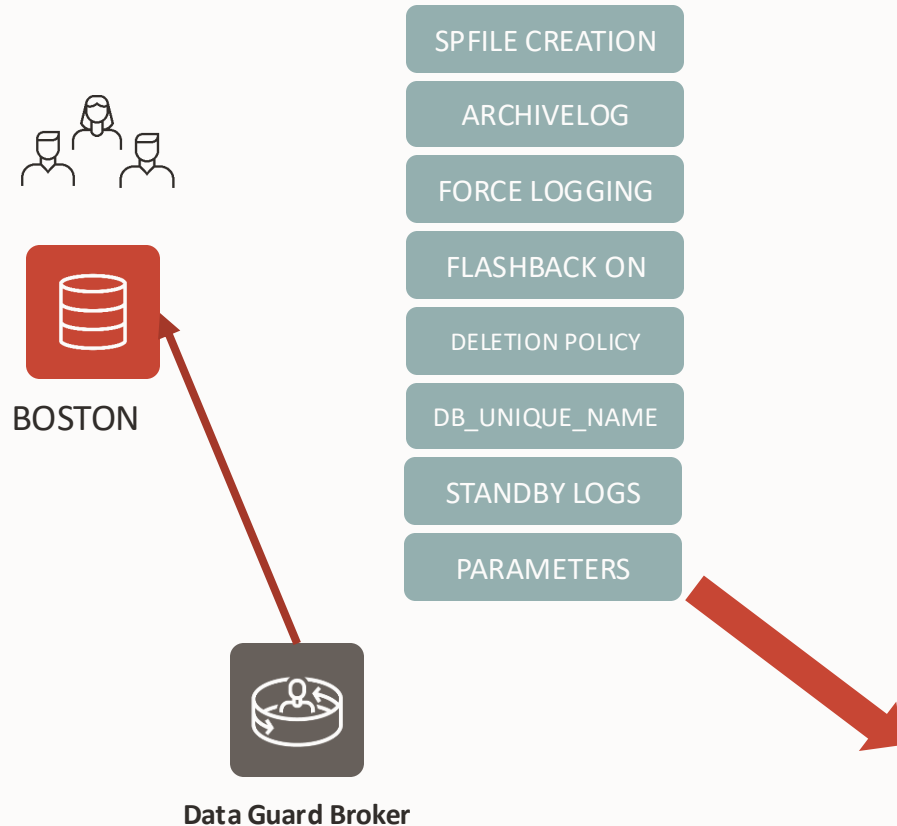 SPFILE CREATION
ARCHIVELOG
FORCE LOGGING
FLASHBACK ON
DELETION POLICY
DB_UNIQUE_NAME
STANDBY LOGS
PARAMETERS
BOSTON
Data Guard Broker